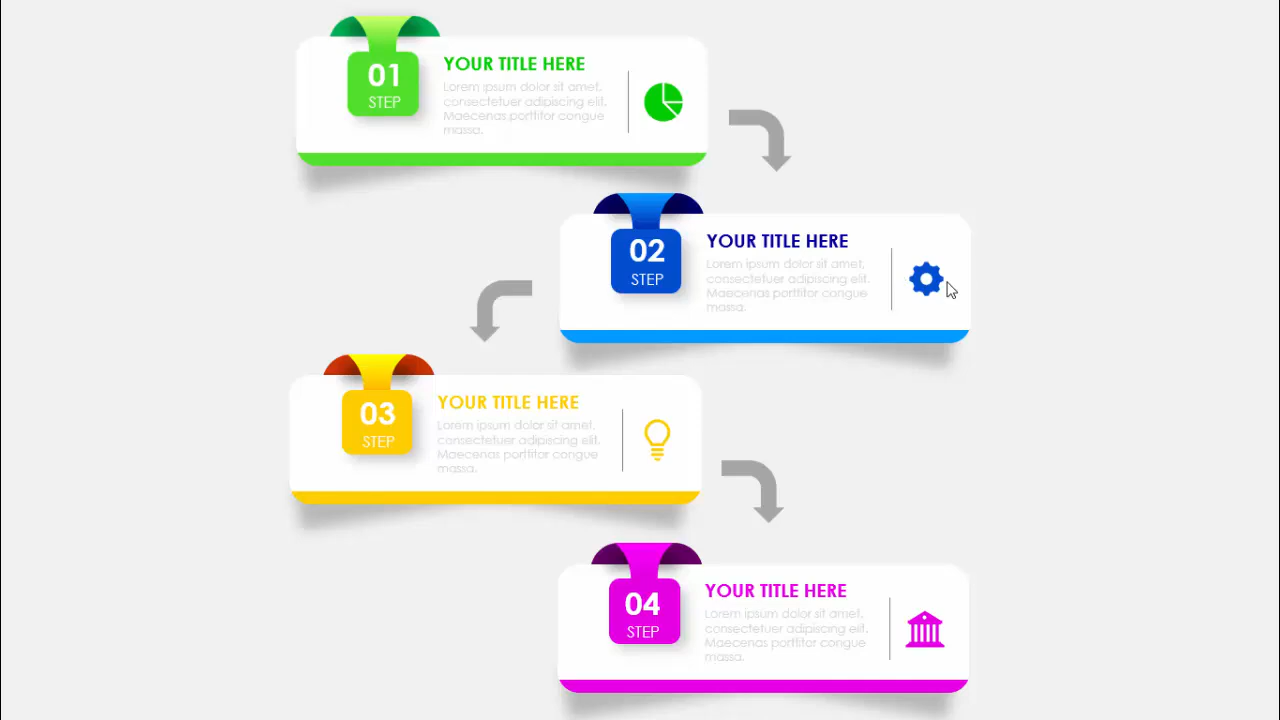 01
STEP
YOUR TITLE HERE
Lorem ipsum dolor sit amet,
consectetuer adipiscing elit.
Maecenas porttitor congue
massa.
02
STEP
YOUR TITLE HERE
Lorem ipsum dolor sit amet,
consectetuer adipiscing elit.
Maecenas porttitor congue
massa.
03
STEP
YOUR TITLE HERE
Lorem ipsum dolor sit amet,
consectetuer adipiscing elit.
Maecenas porttitor congue
massa.
04
STEP
YOUR TITLE HERE
Lorem ipsum dolor sit amet,
consectetuer adipiscing elit.
Maecenas porttitor congue
massa.